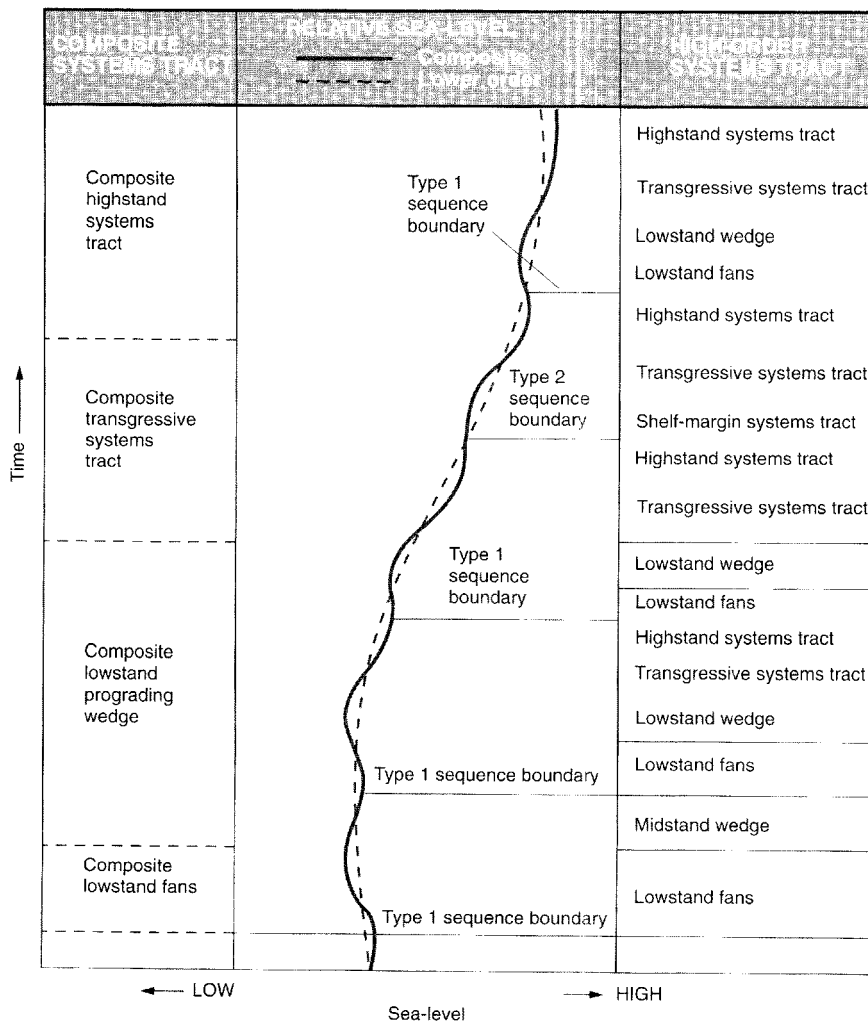 COMPOSITE
SYSTEMS TRACT
RELATIVE SEA-LEVEL
Composite
Lower order
HIGH-ORDER
SYSTEMS TRACT
Composite
highstand
systems
tract
Composite
transgressive
systems
tract
Composite
lowstand
prograding
wedge
Composite
lowstand fans
Time
Type 1
sequence
boundary
Type 2
sequence
boundary
Type 1
sequence
boundary
Type 1 sequence boundary
Type 1 sequence boundary
Highstand systems tract
Transgressive systems tract
Lowstand wedge
Lowstand fans
Highstand systems tract
Transgressive systems tract
Shelf-margin systems tract
Highstand systems tract
Transgressive systems tract
Lowstand wedge
Lowstand fans
Highstand systems tract
Transgressive systems tract
Lowstand wedge
Lowstand fans
Midstand wedge
Lowstand fans
LOW
HIGH
Sea-level